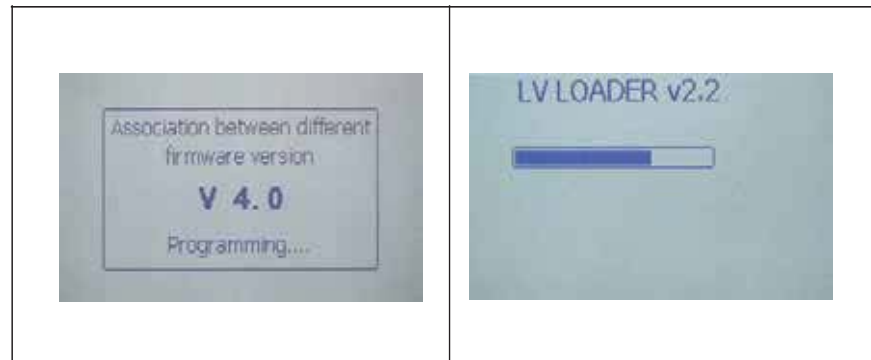 Association between different
firmware version
V 4.0
Programming....
LV LOADER v2.2